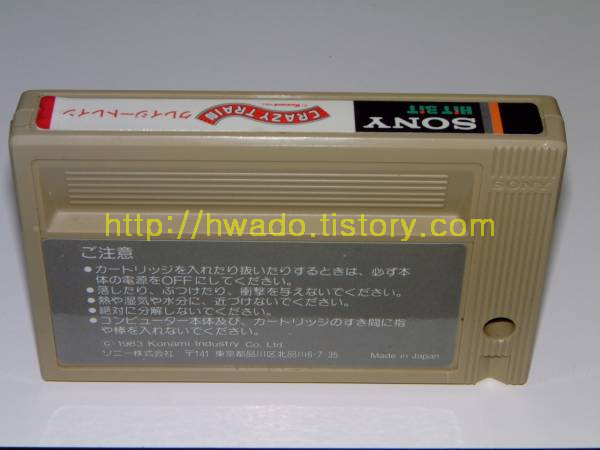 SONY
HiT BiT
CRAZY TRAIN
クレイジートレイン
SONY
http://hwado.tistory.com
ご注意
●カートリッジを入れたり抜いたりするときは、必ず本
体の電源をOFFにしてください。
●落したり、ぶつけたり、衝撃を与えないでください。
●熱や湿気や水分に、近づけないでください。
●絶対に分解しないでください。
●コンピューター本体及び、カートリッジのすき間に指
や棒を入れないでください。
(C) 1983 Konami Industry Co. Ltd.
ソニー株式会社 〒141 東京都品川区北品川6-7-35 Made in Japan